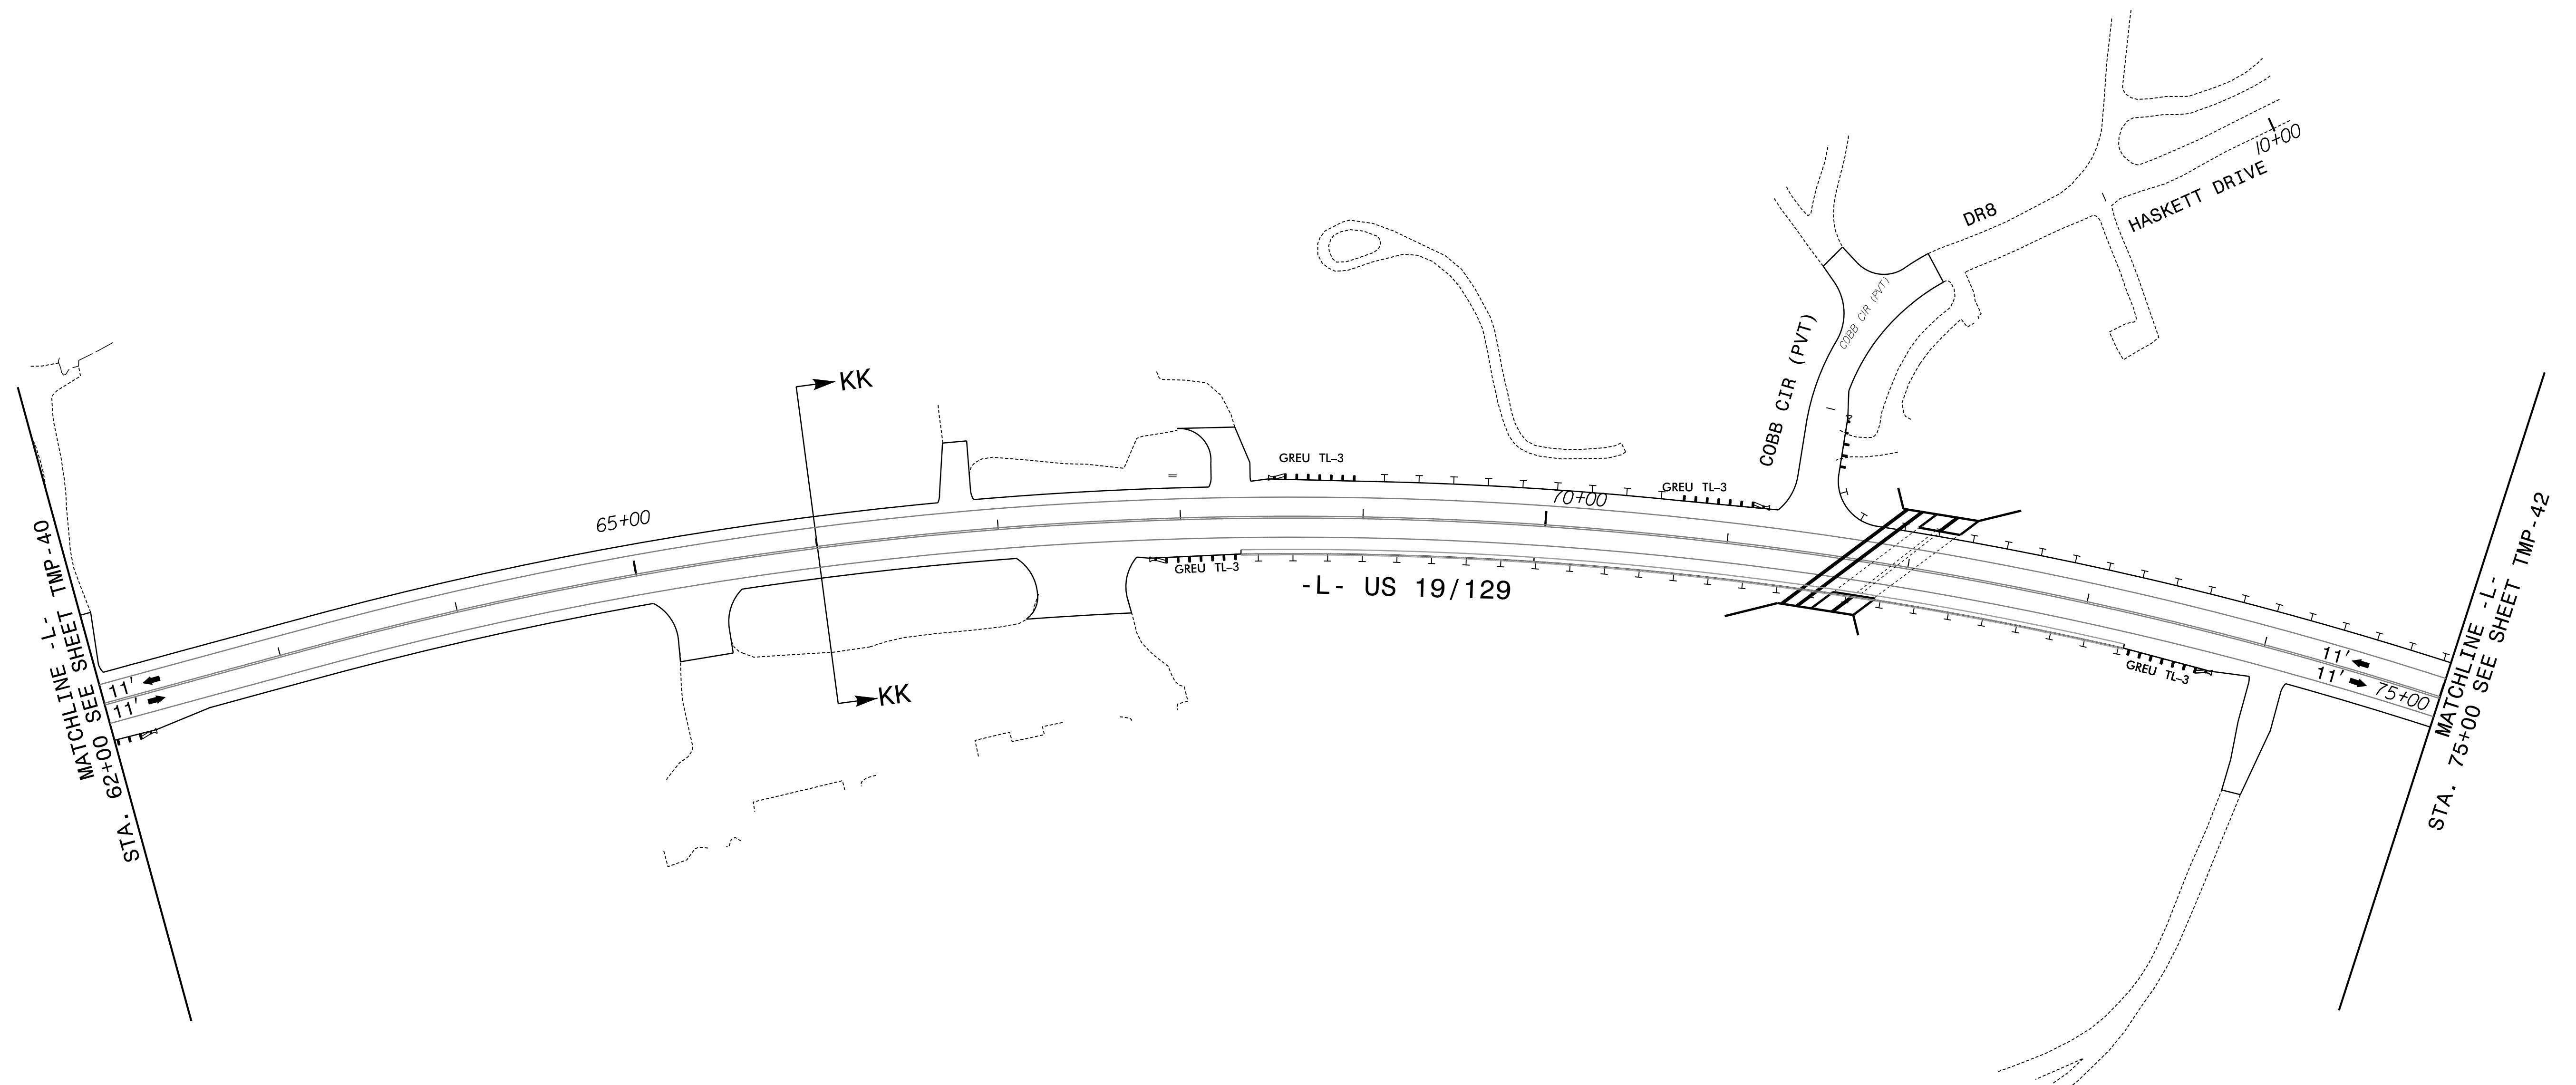 10+00
HASKETT DRIVE
DR8
COBB CIR (PVT)
COBB CIR (PVT)
KK
65+00
GREU TL-3
70+00
GREU TL-3
GREU TL-3
-L- US 19/129
KK
MATCHLINE -L-
SEE SHEET TMP-40
STA. 62+00
11'
11'
11'
11'
75+00
GREU TL-3
MATCHLINE -L-
SEE SHEET TMP-42
STA. 75+00